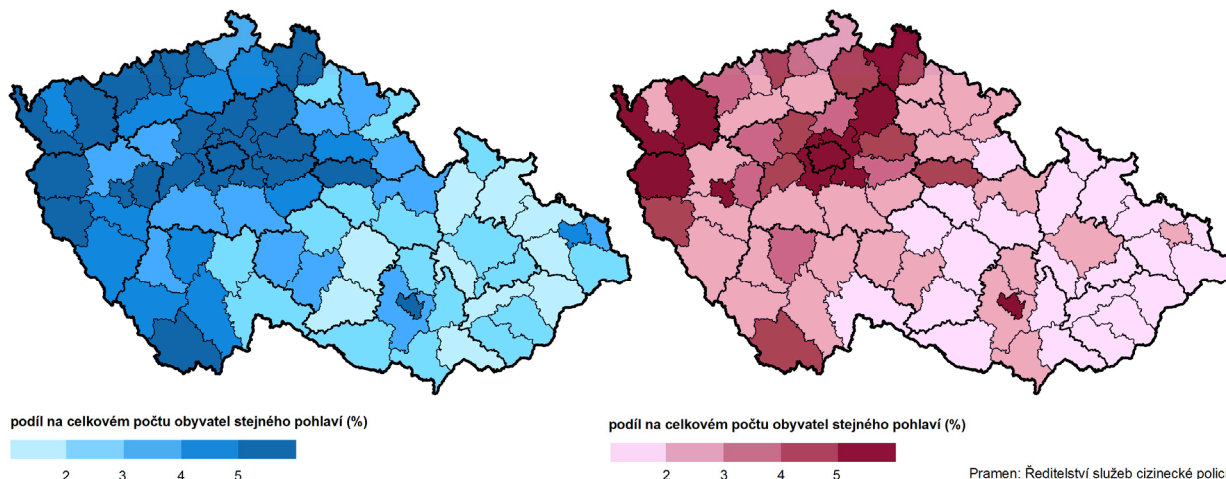 podíl na celkovém počtu obyvatel stejného pohlaví (%)
2 3 4 5
podíl na celkovém počtu obyvatel stejného pohlaví (%)
2 3 4 5
Pramen: Ředitelství služeb cizinecké polici